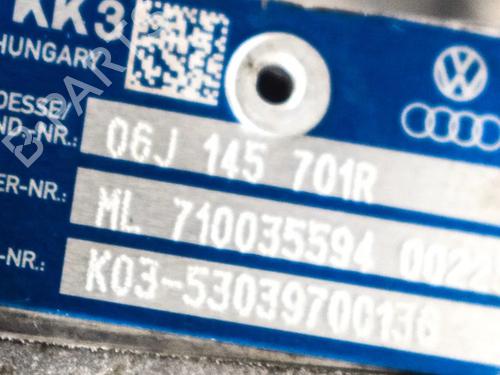 KK3
HUNGARY
DESSE/
ND.-NR.:
06J 145 701R
ER-NR.:
ML 710035594 0022
-NR.:
K03-53039700136